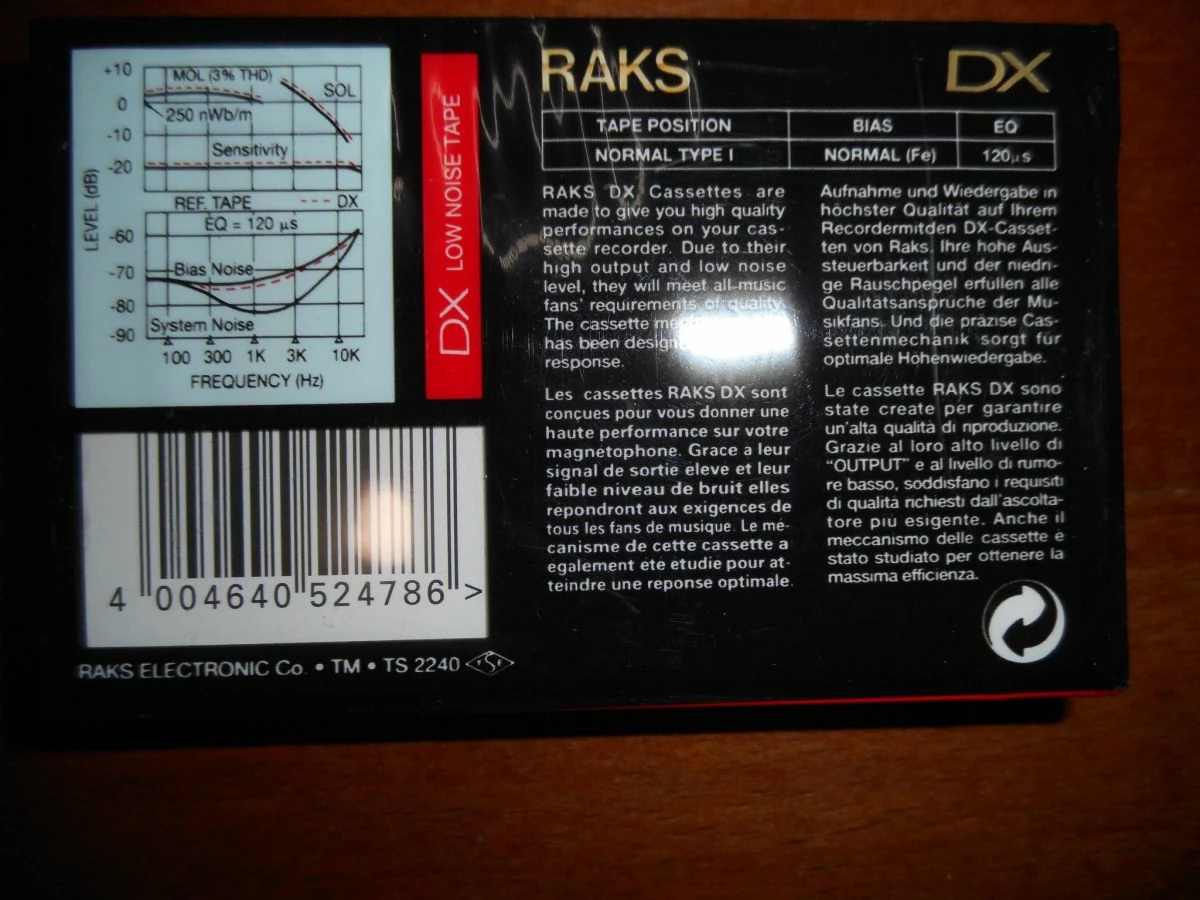 +10
MOL (3% THD)
SOL
0
250 nWb/m
-10
Sensitivity
-20
LEVEL (dB)
REF. TAPE --- DX
EQ = 120 µs
-60
-70
Bias Noise
-80
System Noise
-90
100 300 1K 3K 10K
FREQUENCY (Hz)
DX LOW NOISE TAPE
4 004640 524786 >
RAKS ELECTRONIC Co. • TM • TS 2240 TSE
RAKS DX
TAPE POSITION BIAS EQ
NORMAL TYPE I NORMAL (Fe) 120µs
RAKS DX Cassettes are
made to give you high quality
performances on your cas-
sette recorder. Due to their
high output and low noise
level, they will meet all-music
fans' requirements of quality.
The cassette
has been
response.
Les cassettes RAKS DX sont
conçues pour vous donner une
haute performance sur votre
magnetophone. Grace a leur
signal de sortie eleve et leur
faible niveau de bruit elles
répondront aux exigences de
tous les fans de musique. Le mé-
canisme de cette cassette a
egalement ete etudie pour at-
teindre une reponse optimale.
Aufnahme und Wiedergabe in
höchster Qualität auf Ihrem
Recordermitden DX-Casset-
ten von Raks. Ihre hohe Aus-
steuerbarkeit und der niedri-
ge Rauschpegel erfüllen alle
Qualitätsanspruche der Mu-
sikfans. Und die präzise Cas-
settenmechanik sorgt für
optimale Höhenwiedergabe.
Le cassette RAKS DX sono
state create per garantire
un'alta qualità di riproduzione.
Grazie al loro alto livello di
"OUTPUT" e al livello di rumo-
re basso, soddisfano i requisiti
di qualità richiesti dall'ascolta-
tore più esigente. Anche il
meccanismo delle cassette è
stato studiato per ottenere la
massima efficienza.